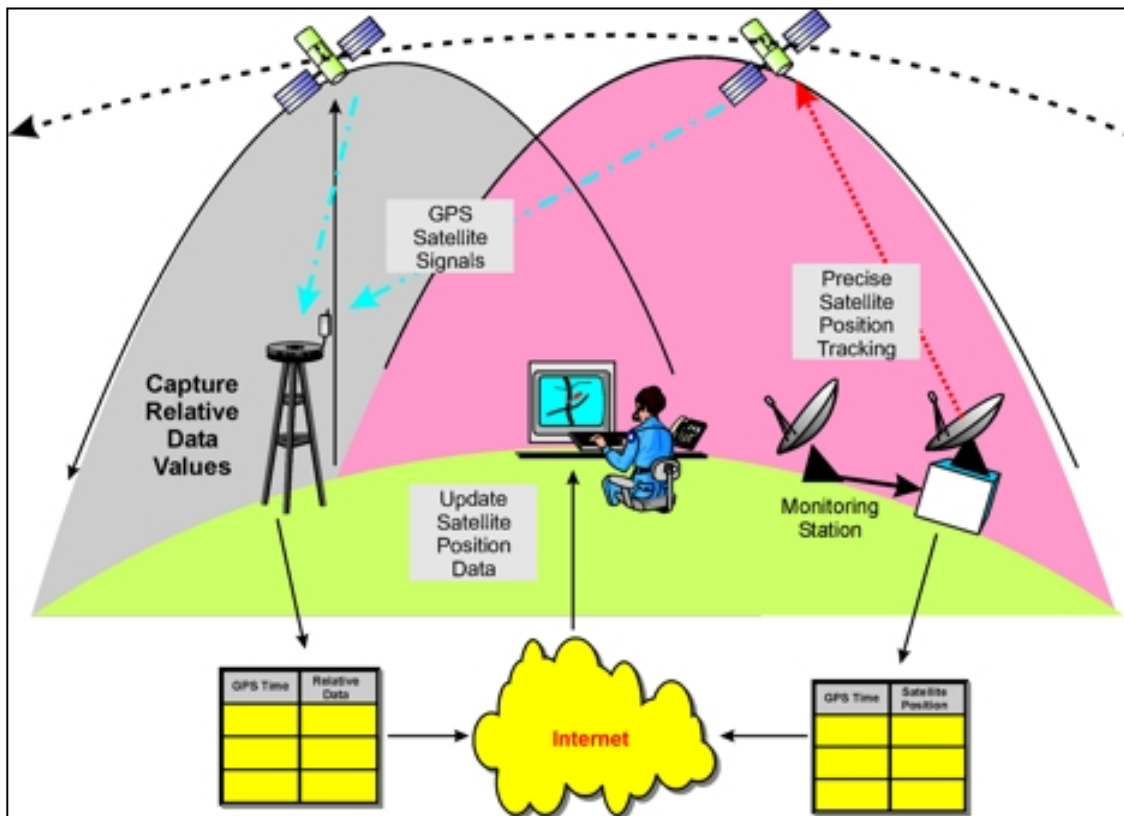 GPS
Satellite
Signals
Precise
Satellite
Position
Tracking
Capture
Relative
Data
Values
Update
Satellite
Position
Data
Monitoring
Station
GPS Time
Relative
Data
Internet
GPS Time
Satellite
Position